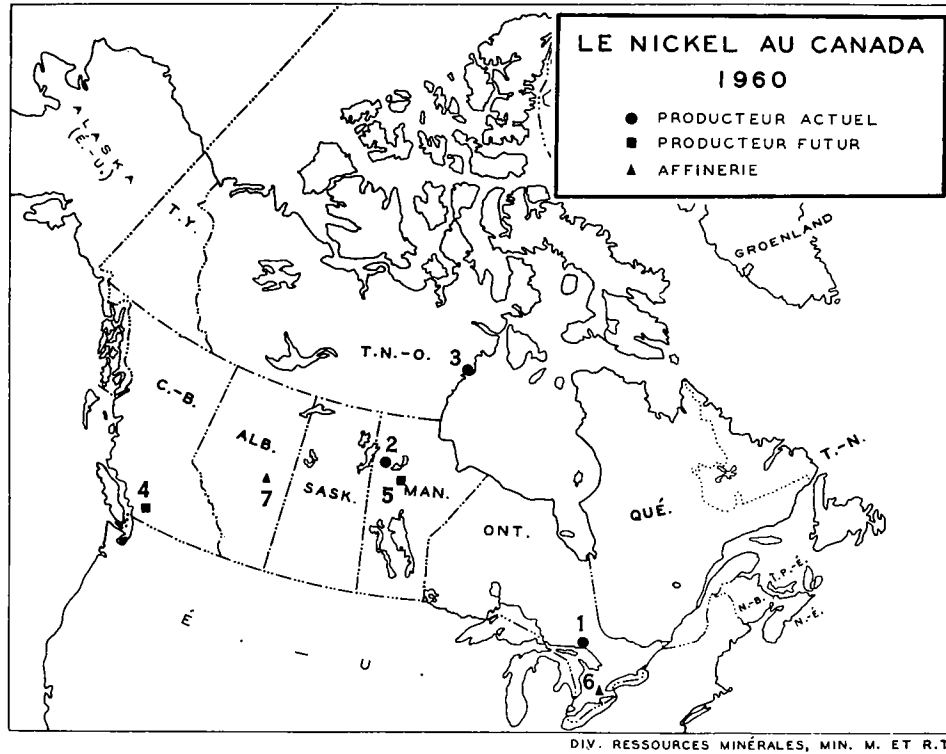 LE NICKEL AU CANADA
1960
PRODUCTEUR ACTUEL
PRODUCTEUR FUTUR
AFFINERIE
ALASKA
(É.-U.)
T.Y.
GROENLAND
T.N.-O.
3
C.-B.
ALB.
2
T.-N.
7
SASK.
5
MAN.
4
QUÉ.
ONT.
T.P.-É.
N.-B.
N.-É.
É.-U
1
6
DIV. RESSOURCES MINÉRALES, MIN. M. ET R.T